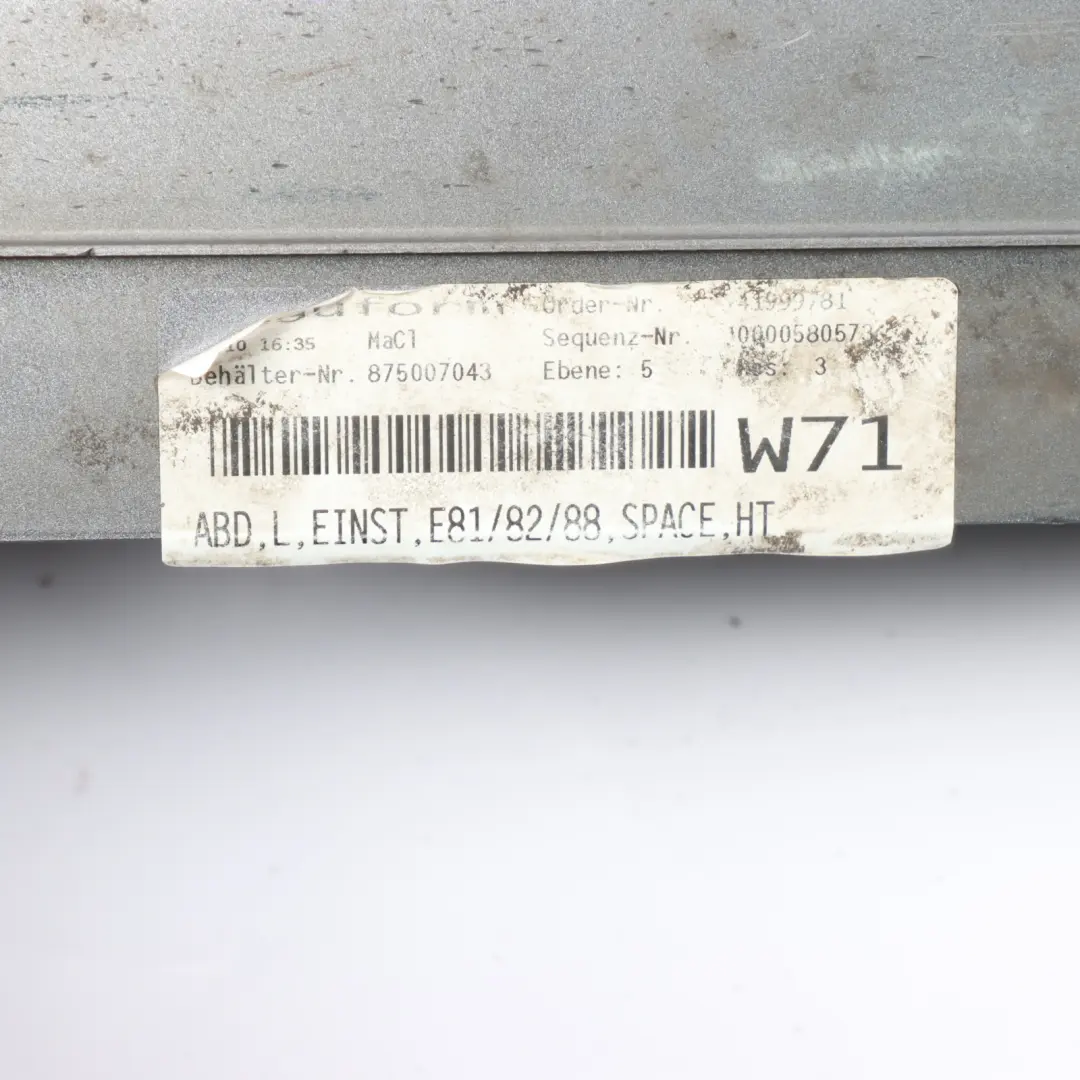 Order-Nr.
16:35 MaCl Sequenz-Nr.
Behälter-Nr. 875007043 Ebene: 5 3
W71
ABD,L,EINST,E81/82/88,SPACE,HT